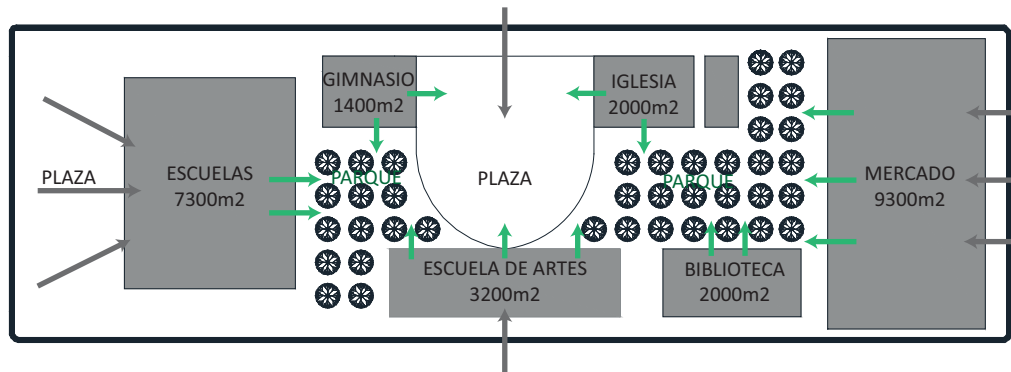 GIMNASIO
1400m2
IGLESIA
2000m2
PLAZA
ESCUELAS
7300m2
PARQUE
PLAZA
PARQUE
MERCADO
9300m2
ESCUELA DE ARTES
3200m2
BIBLIOTECA
2000m2